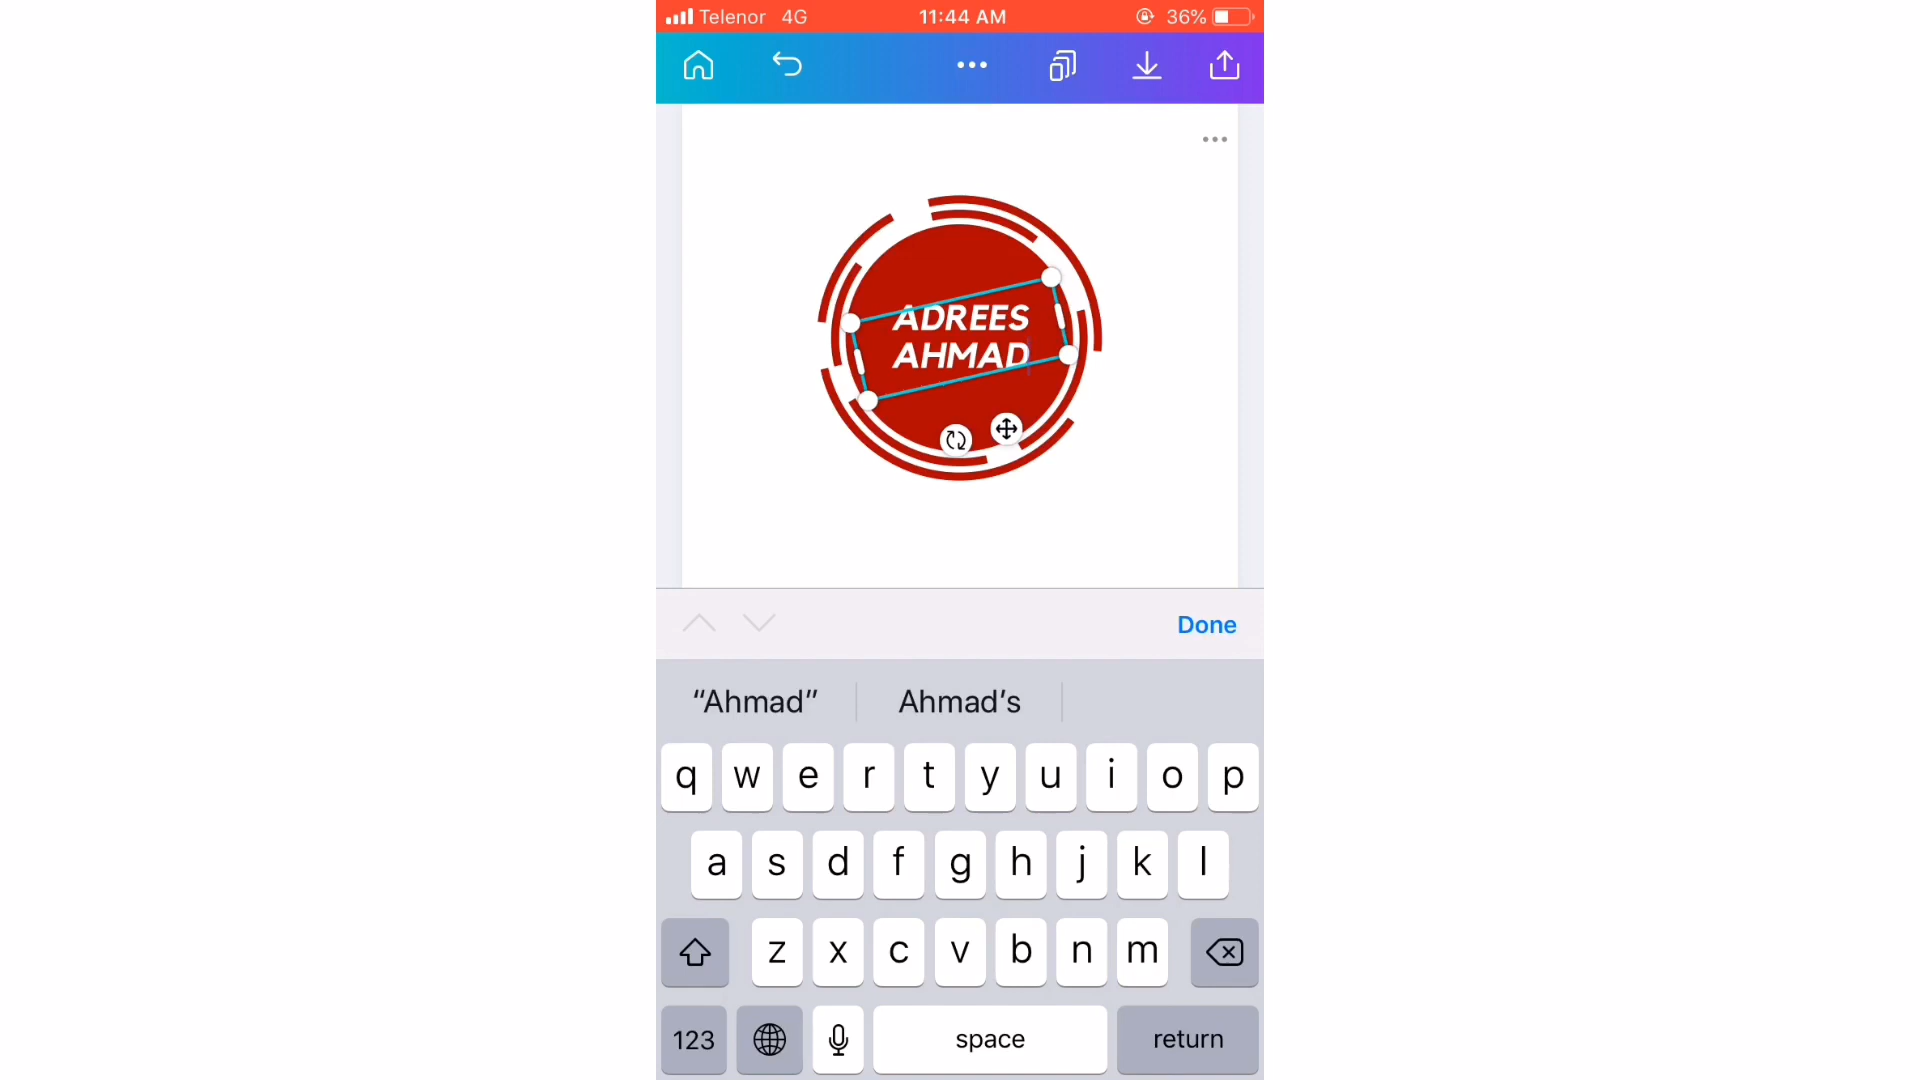 Telenor 4G 11:44 AM 36%
ADREES
AHMAD
Done
“Ahmad” Ahmad’s
q w e r t y u i o p
a s d f g h j k l
z x c v b n m
123 space return